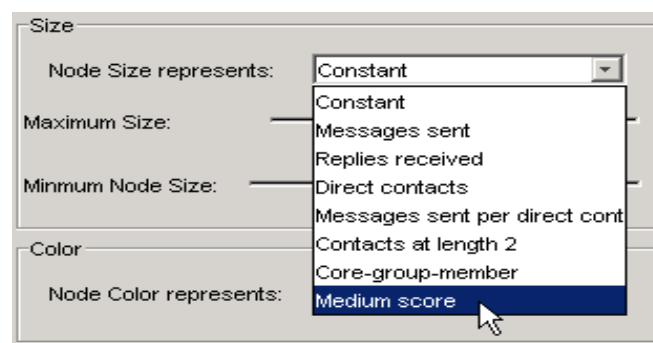 Size
Node Size represents: Constant
Constant
Maximum Size:
Messages sent
Replies received
Minmum Node Size: Direct contacts
Messages sent per direct cont
Color Contacts at length 2
Core-group-member
Node Color represents: Medium score